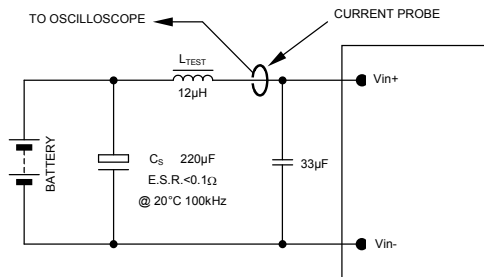 TO OSCILLOSCOPE
CURRENT PROBE
LTEST
12µH
Vin+
BATTERY
CS 220µF
E.S.R.<0.1Ω
@ 20°C 100kHz
33µF
Vin-